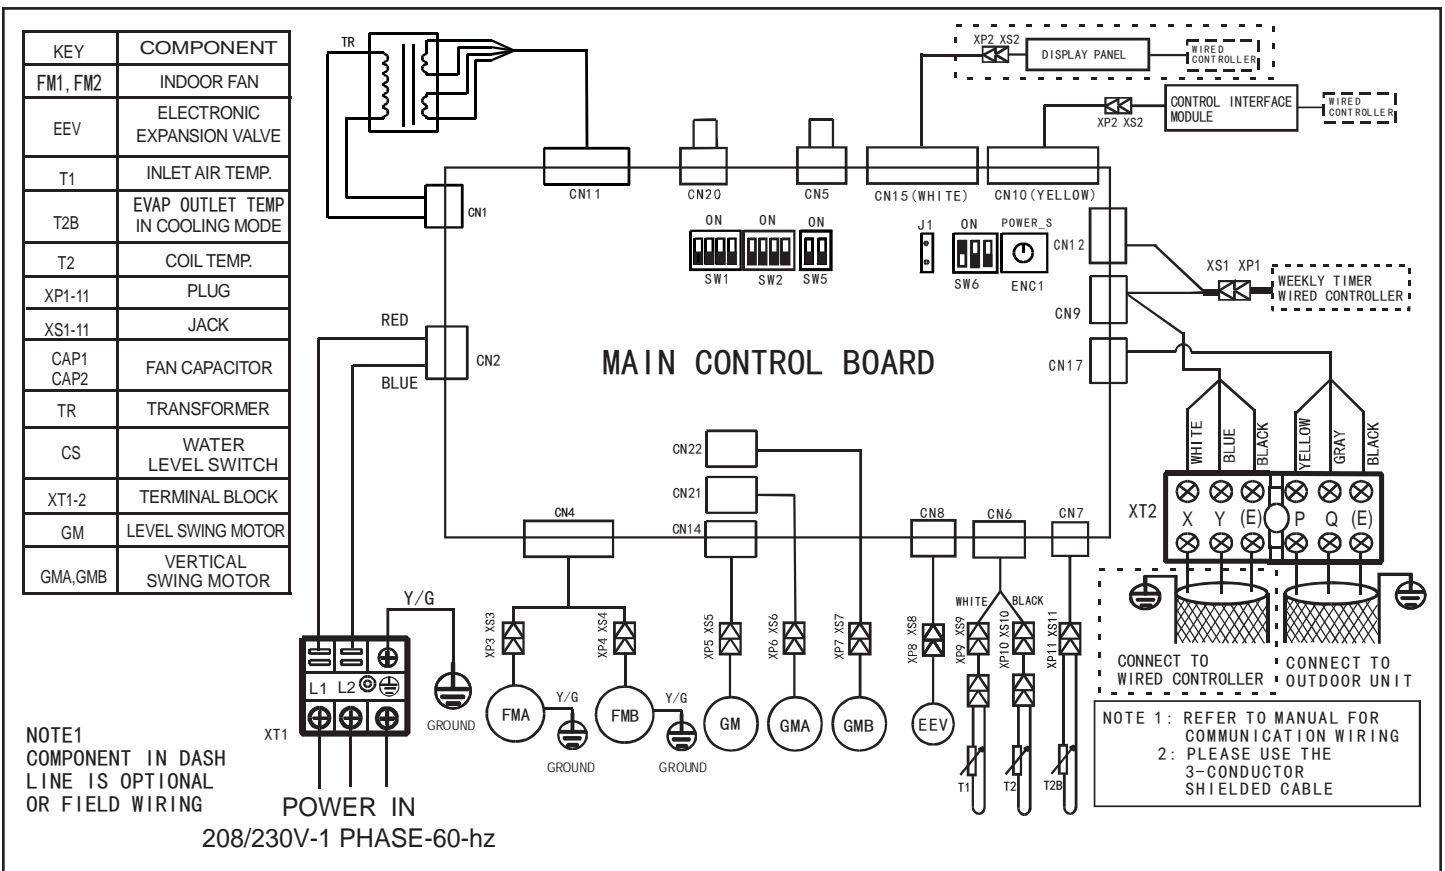 KEY COMPONENT
FM1, FM2 INDOOR FAN
EEV ELECTRONIC
EXPANSION VALVE
T1 INLET AIR TEMP.
T2B EVAP OUTLET TEMP
IN COOLING MODE
T2 COIL TEMP.
XP1-11 PLUG
XS1-11 JACK
CAP1
CAP2 FAN CAPACITOR
TR TRANSFORMER
CS WATER
LEVEL SWITCH
XT1-2 TERMINAL BLOCK
GM LEVEL SWING MOTOR
GMA,GMB VERTICAL
SWING MOTOR
TR
XP2 XS2
DISPLAY PANEL
WIRED
CONTROLLER
XP2 XS2
CONTROL INTERFACE
MODULE
WIRED
CONTROLLER
CN11
CN20
CN5
CN15(WHITE)
CN10(YELLOW)
CN1
ON
SW1
ON
SW2
ON
SW5
J1
ON
SW6
POWER_S
ENC1
CN12
CN9
CN17
XS1 XP1
WEEKLY TIMER
WIRED CONTROLLER
RED
BLUE
CN2
MAIN CONTROL BOARD
CN22
CN21
CN14
CN4
CN8
CN6
CN7
WHITE
BLUE
BLACK
YELLOW
GRAY
BLACK
XT2
X Y (E) P Q (E)
CONNECT TO
WIRED CONTROLLER
CONNECT TO
OUTDOOR UNIT
WHITE
BLACK
XP3 XS3
XP4 XS4
XP5 XS5
XP6 XS6
XP7 XS7
XP8 XS8
XP9 XS9
XP10 XS10
XP11 XS11
FMA
Y/G
GROUND
FMB
Y/G
GROUND
GM
GMA
GMB
EEV
T1
T2
T2B
Y/G
GROUND
L1 L2
XT1
POWER IN
208/230V-1 PHASE-60-hz
NOTE1
COMPONENT IN DASH
LINE IS OPTIONAL
OR FIELD WIRING
NOTE 1: REFER TO MANUAL FOR
COMMUNICATION WIRING
2: PLEASE USE THE
3-CONDUCTOR
SHIELDED CABLE